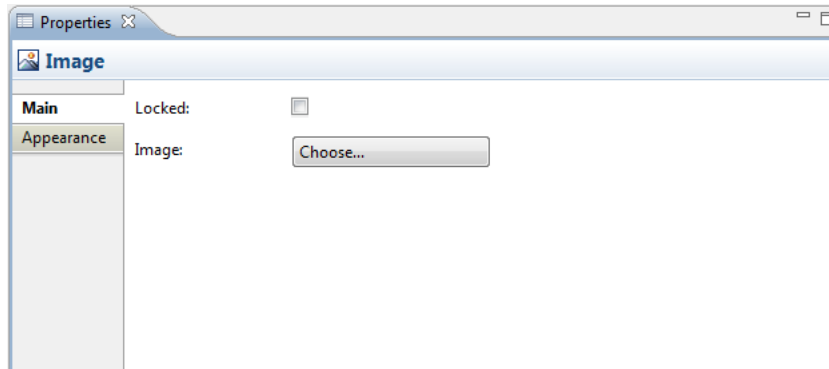 Properties
Image
Main
Locked:
Appearance
Image:
Choose...